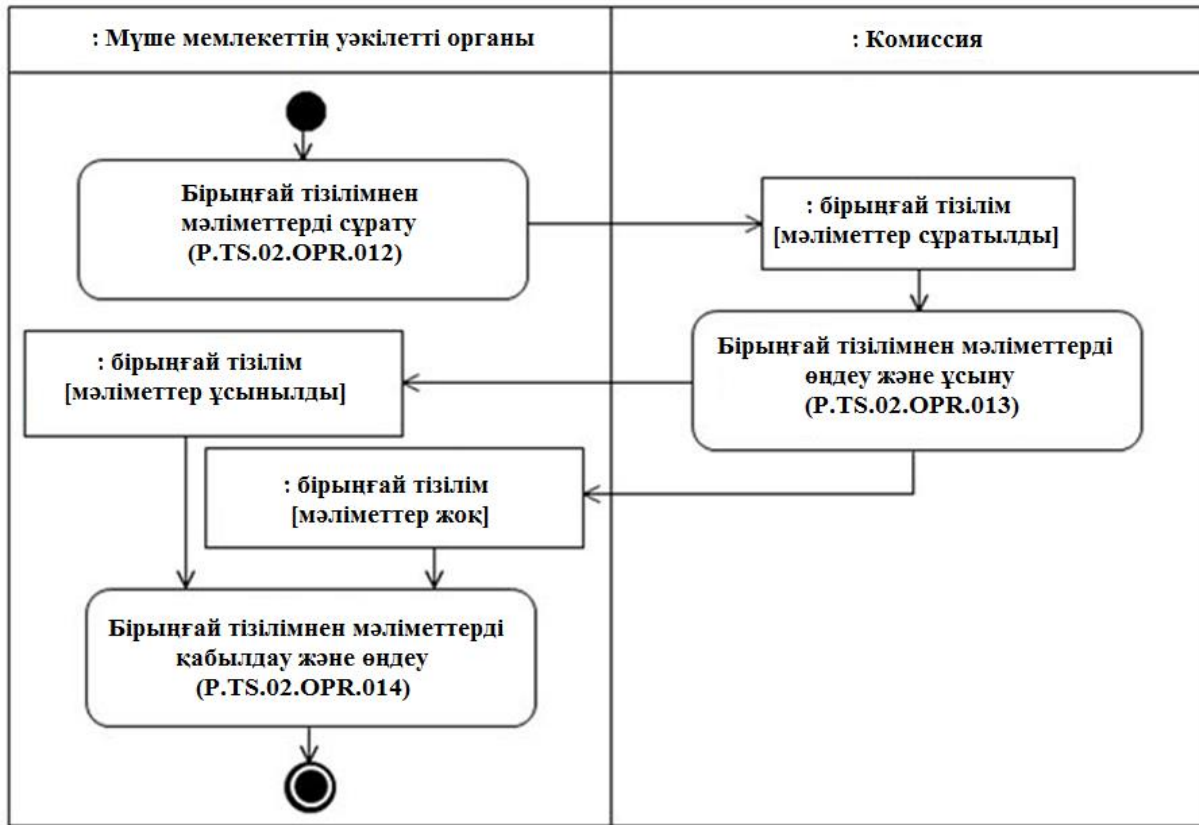 : Мүше мемлекеттің уәкілетті органы
: Комиссия
Бірыңғай тізілімнен
мәліметтерді сұрату
(P.TS.02.OPR.012)
: бірыңғай тізілім
[мәліметтер сұратылды]
: бірыңғай тізілім
[мәліметтер ұсынылды]
Бірыңғай тізілімнен мәліметтерді
өңдеу және ұсыну
(P.TS.02.OPR.013)
: бірыңғай тізілім
[мәліметтер жоқ]
Бірыңғай тізілімнен мәліметтерді
қабылдау және өңдеу
(P.TS.02.OPR.014)